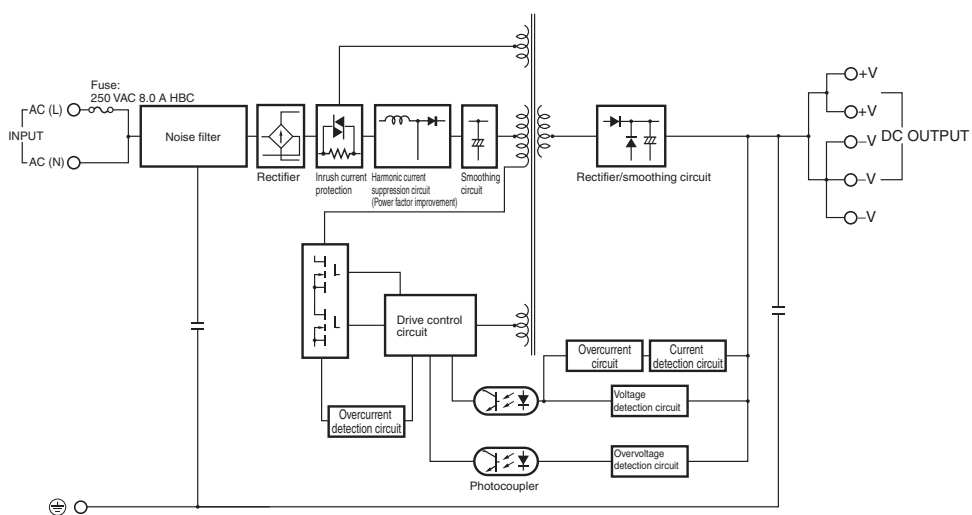 Fuse:
250 VAC 8.0 A HBC
AC (L)
INPUT
AC (N)
Noise filter
Rectifier
Inrush current
protection
Harmonic current
suppression circuit
(Power factor improvement)
Smoothing
circuit
Rectifier/smoothing circuit
+V
+V
–V
–V
–V
DC OUTPUT
Drive control
circuit
Overcurrent
detection circuit
Overcurrent
circuit
Current
detection circuit
Voltage
detection circuit
Overvoltage
detection circuit
Photocoupler